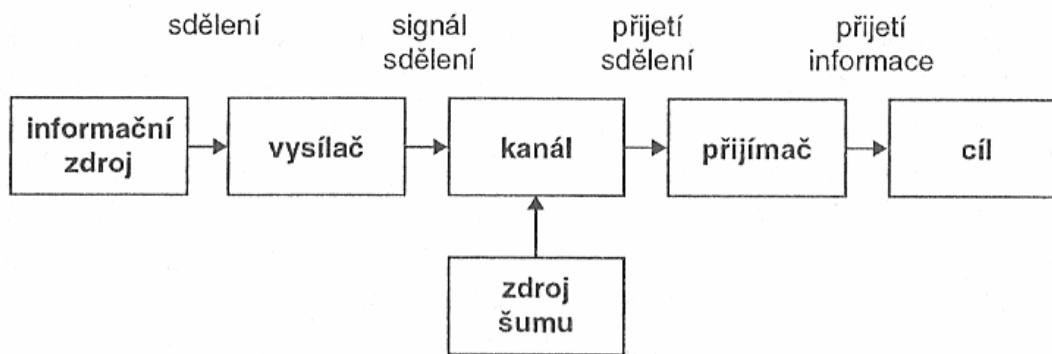 sdělení
signál
sdělení
přijetí
sdělení
přijetí
informace
informační
zdroj
vysílač
kanál
přijímač
cíl
zdroj
šumu